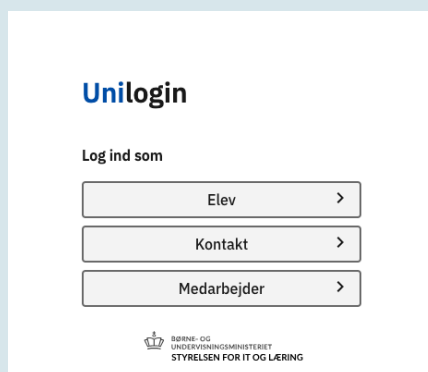 Unilogin
Log ind som
Elev
Kontakt
Medarbejder
BØRNE- OG
UNDERVISNINGSMINISTERIET
STYRELSEN FOR IT OG LÆRING